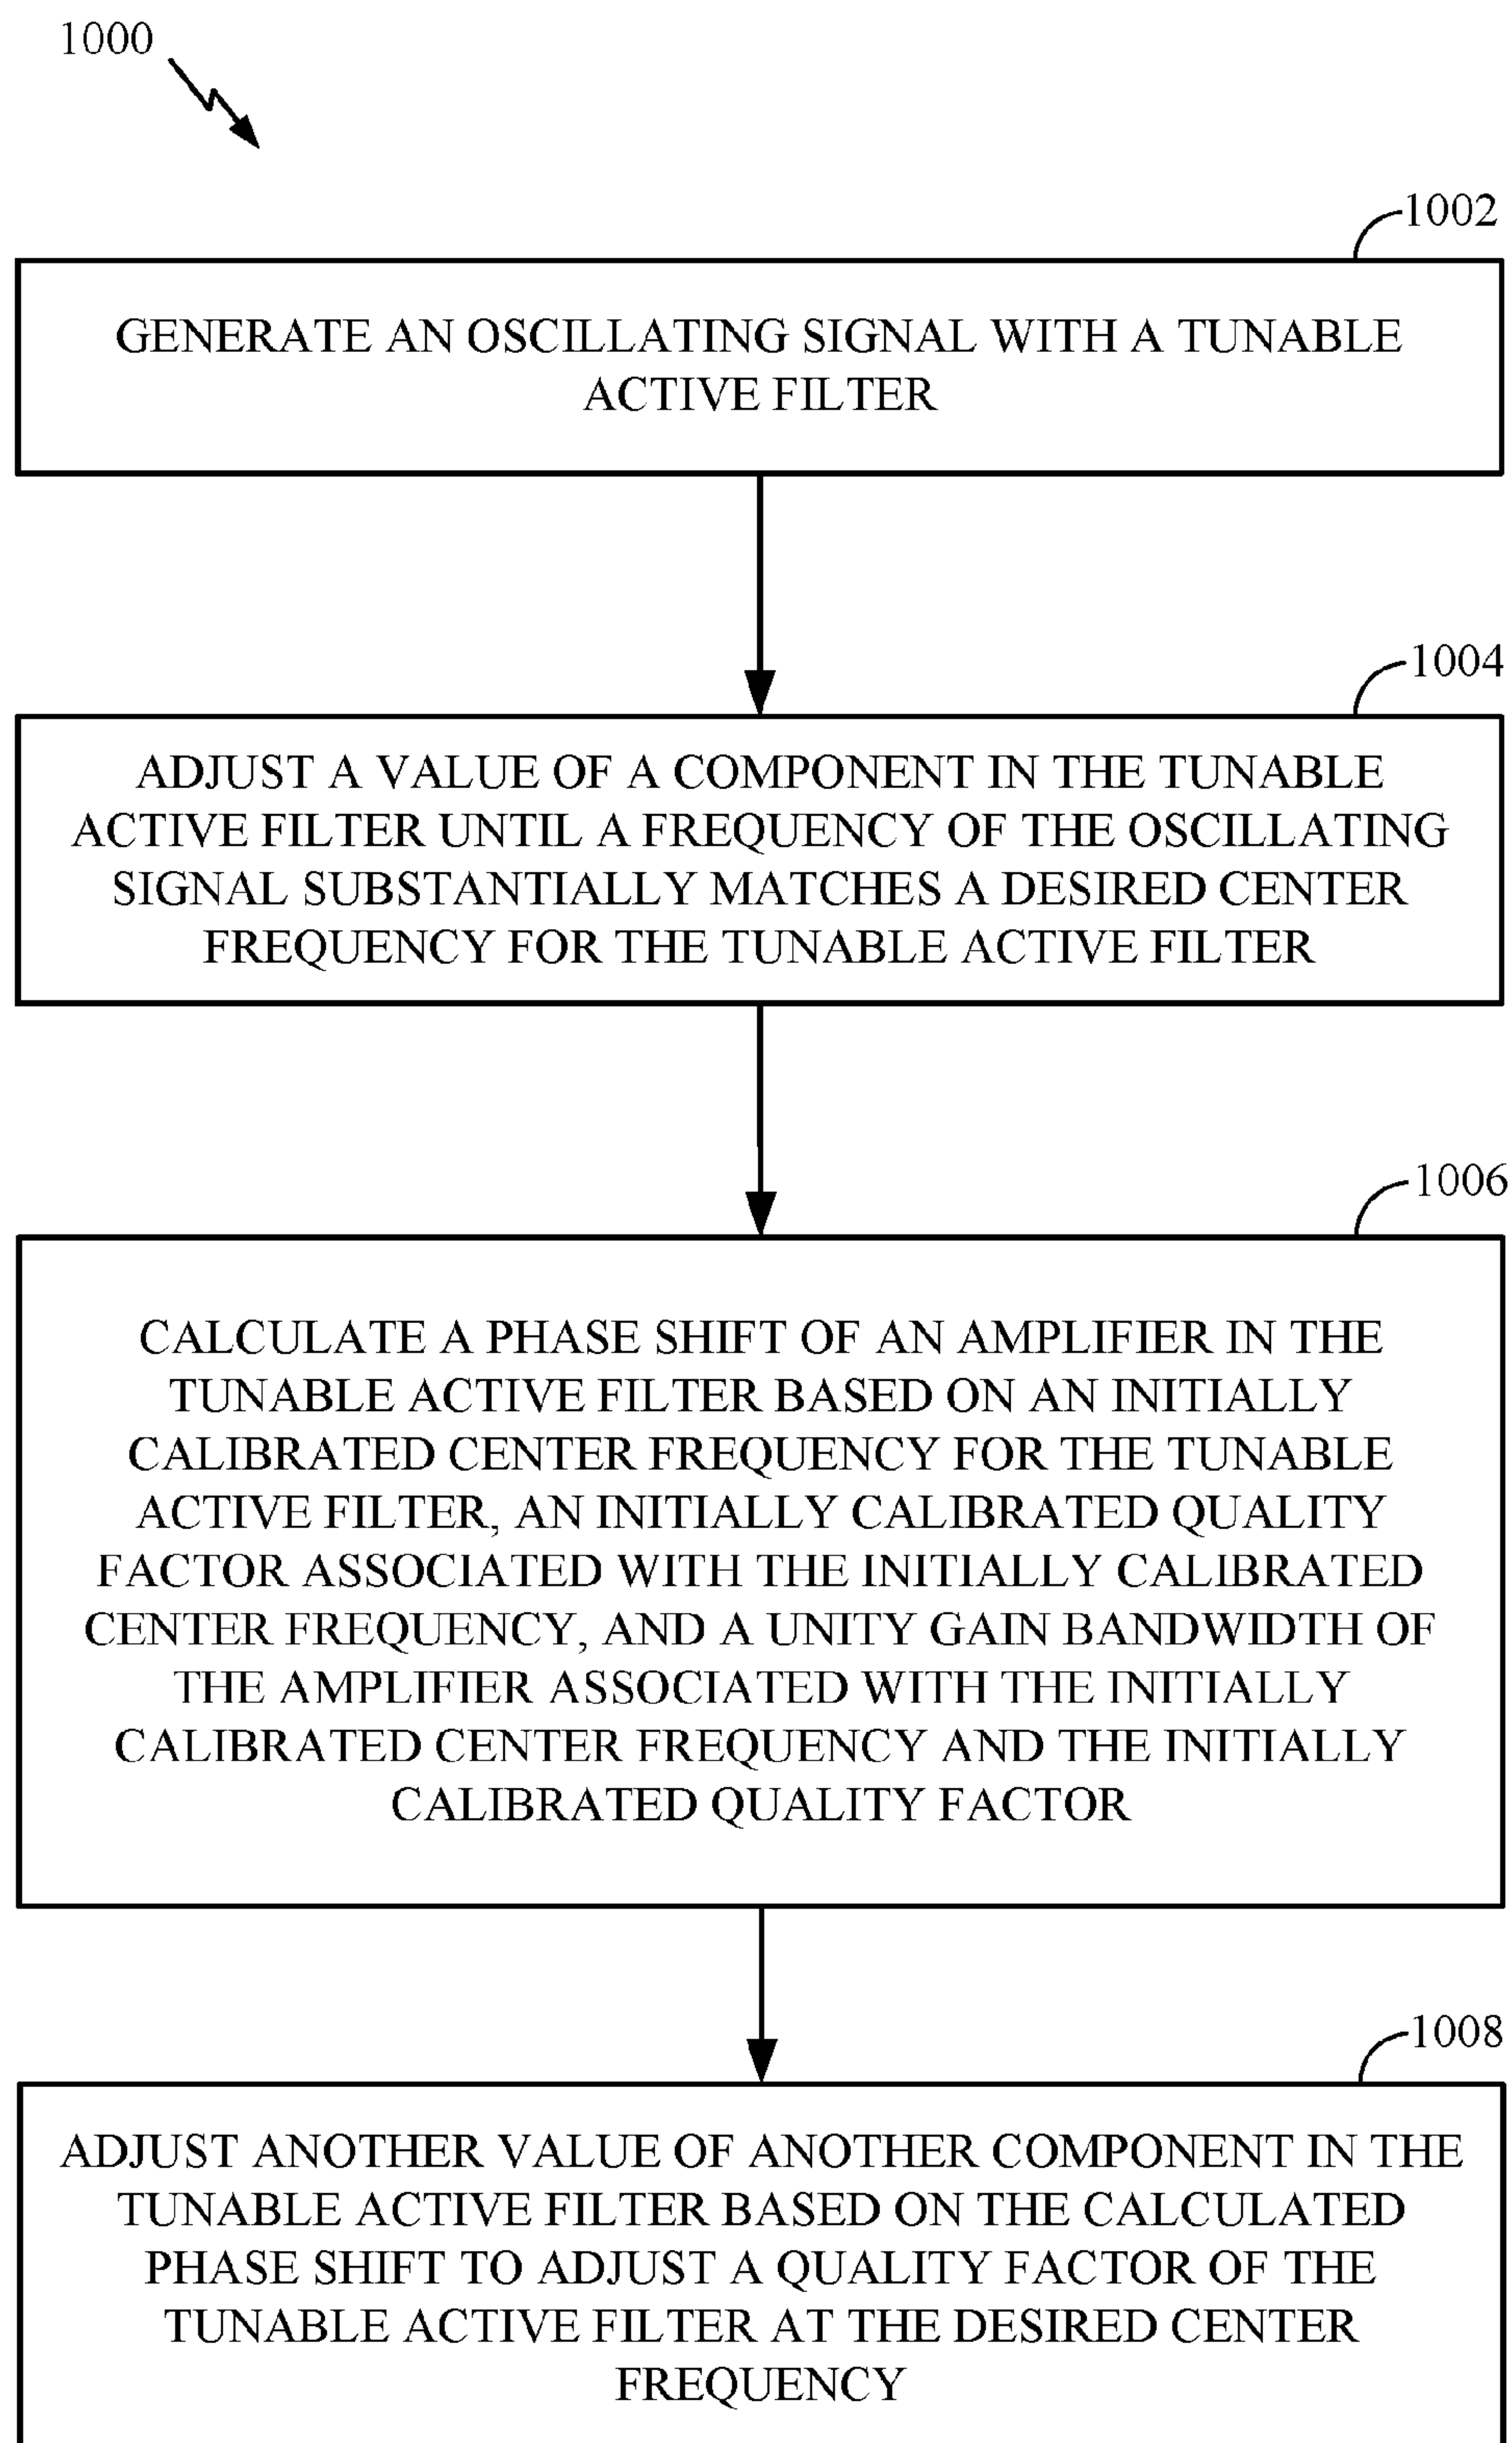 1000
1002
GENERATE AN OSCILLATING SIGNAL WITH A TUNABLE
ACTIVE FILTER
1004
ADJUST A VALUE OF A COMPONENT IN THE TUNABLE
ACTIVE FILTER UNTIL A FREQUENCY OF THE OSCILLATING
SIGNAL SUBSTANTIALLY MATCHES A DESIRED CENTER
FREQUENCY FOR THE TUNABLE ACTIVE FILTER
1006
CALCULATE A PHASE SHIFT OF AN AMPLIFIER IN THE
TUNABLE ACTIVE FILTER BASED ON AN INITIALLY
CALIBRATED CENTER FREQUENCY FOR THE TUNABLE
ACTIVE FILTER, AN INITIALLY CALIBRATED QUALITY
FACTOR ASSOCIATED WITH THE INITIALLY CALIBRATED
CENTER FREQUENCY, AND A UNITY GAIN BANDWIDTH OF
THE AMPLIFIER ASSOCIATED WITH THE INITIALLY
CALIBRATED CENTER FREQUENCY AND THE INITIALLY
CALIBRATED QUALITY FACTOR
1008
ADJUST ANOTHER VALUE OF ANOTHER COMPONENT IN THE
TUNABLE ACTIVE FILTER BASED ON THE CALCULATED
PHASE SHIFT TO ADJUST A QUALITY FACTOR OF THE
TUNABLE ACTIVE FILTER AT THE DESIRED CENTER
FREQUENCY